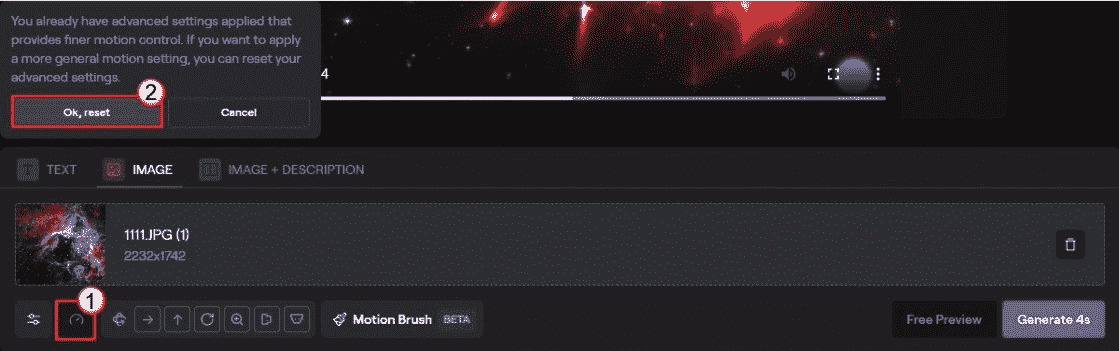 You already have advanced settings applied that
provides finer motion control. If you want to apply
a more general motion setting, you can reset your
advanced settings.
2
Ok, reset
Cancel
4
TEXT
IMAGE
IMAGE + DESCRIPTION
1111.JPG (1)
2232x1742
1
Motion Brush BETA
Free Preview
Generate 4s